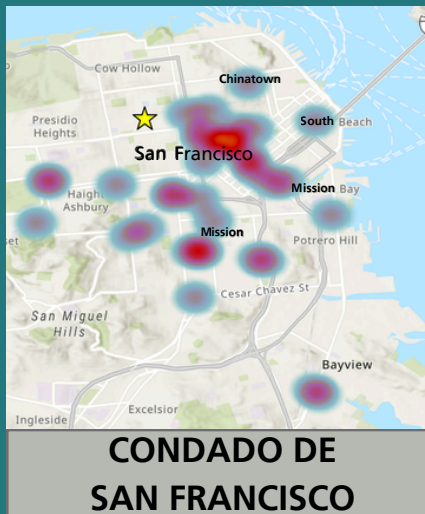 Cow Hollow
Chinatown
Presidio
Heights
South Beach
San Francisco
Haight
Ashbury
Mission Bay
set
Mission
Potrero Hill
Cesar Chavez St
San Miguel
Hills
Bayview
Excelsior
Ingleside
CONDADO DE
SAN FRANCISCO